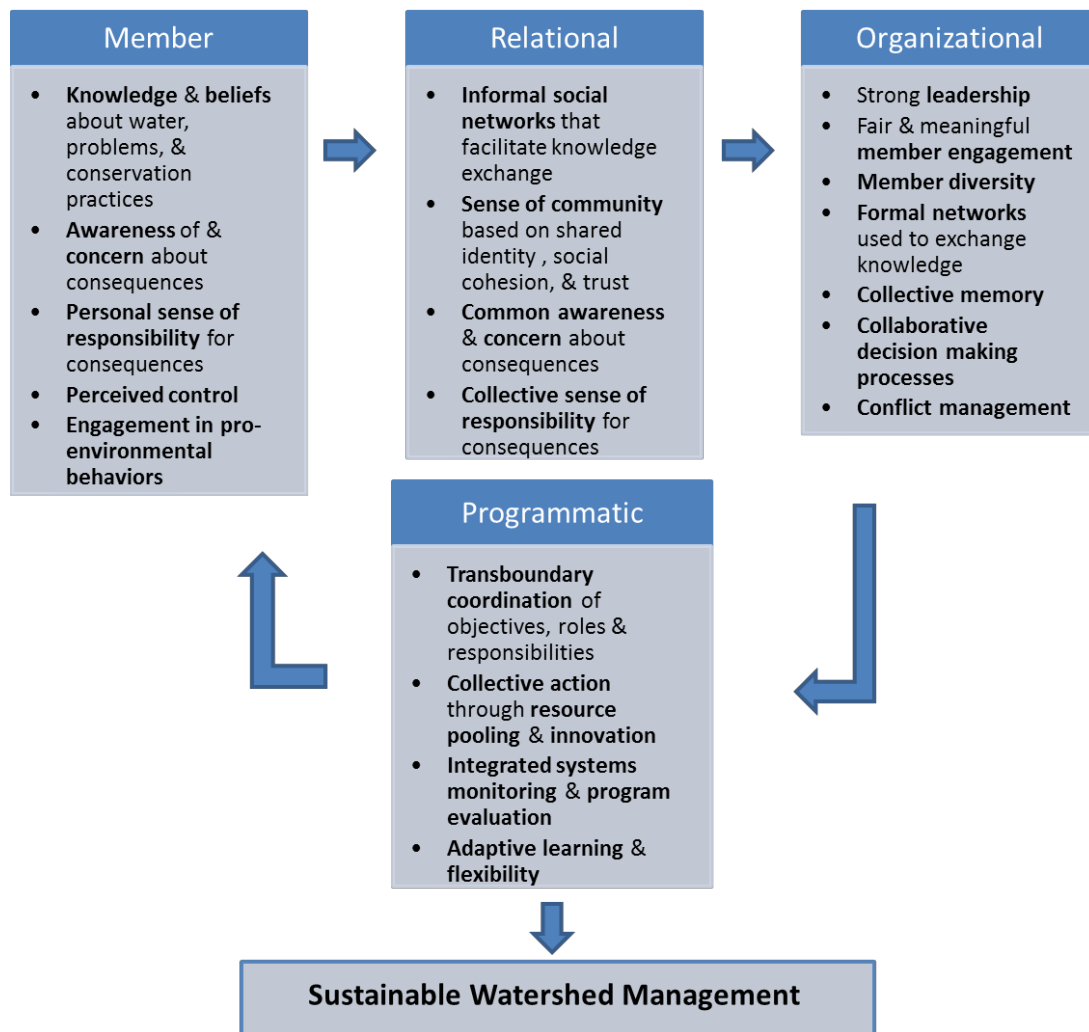 Member
• Knowledge & beliefs
about water,
problems, &
conservation
practices
• Awareness of &
concern about
consequences
• Personal sense of
responsibility for
consequences
• Perceived control
• Engagement in pro-
environmental
behaviors
Relational
• Informal social
networks that
facilitate knowledge
exchange
• Sense of community
based on shared
identity , social
cohesion, & trust
• Common awareness
& concern about
consequences
• Collective sense of
responsibility for
consequences
Organizational
• Strong leadership
• Fair & meaningful
member engagement
• Member diversity
• Formal networks
used to exchange
knowledge
• Collective memory
• Collaborative
decision making
processes
• Conflict management
Programmatic
• Transboundary
coordination of
objectives, roles &
responsibilities
• Collective action
through resource
pooling & innovation
• Integrated systems
monitoring & program
evaluation
• Adaptive learning &
flexibility
Sustainable Watershed Management